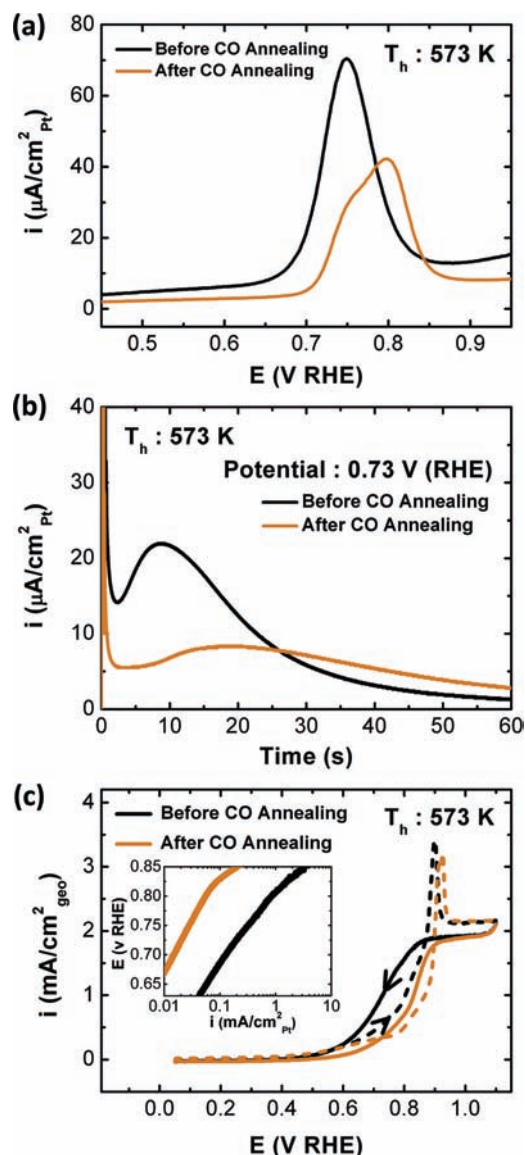 (a)
80
60
40
20
0
i (μA/cm²Pt)
Before CO Annealing
After CO Annealing
Th : 573 K
0.5 0.6 0.7 0.8 0.9
E (V RHE)
(b)
40
30
20
10
0
i (μA/cm²Pt)
Th : 573 K
Potential : 0.73 V (RHE)
Before CO Annealing
After CO Annealing
0 10 20 30 40 50 60
Time (s)
(c)
4
3
2
1
0
i (mA/cm²geo)
Before CO Annealing
After CO Annealing
Th : 573 K
E (v RHE)
0.85
0.80
0.75
0.70
0.65
0.01 0.1 1 10
i (mA/cm²Pt)
0.0 0.2 0.4 0.6 0.8 1.0
E (V RHE)